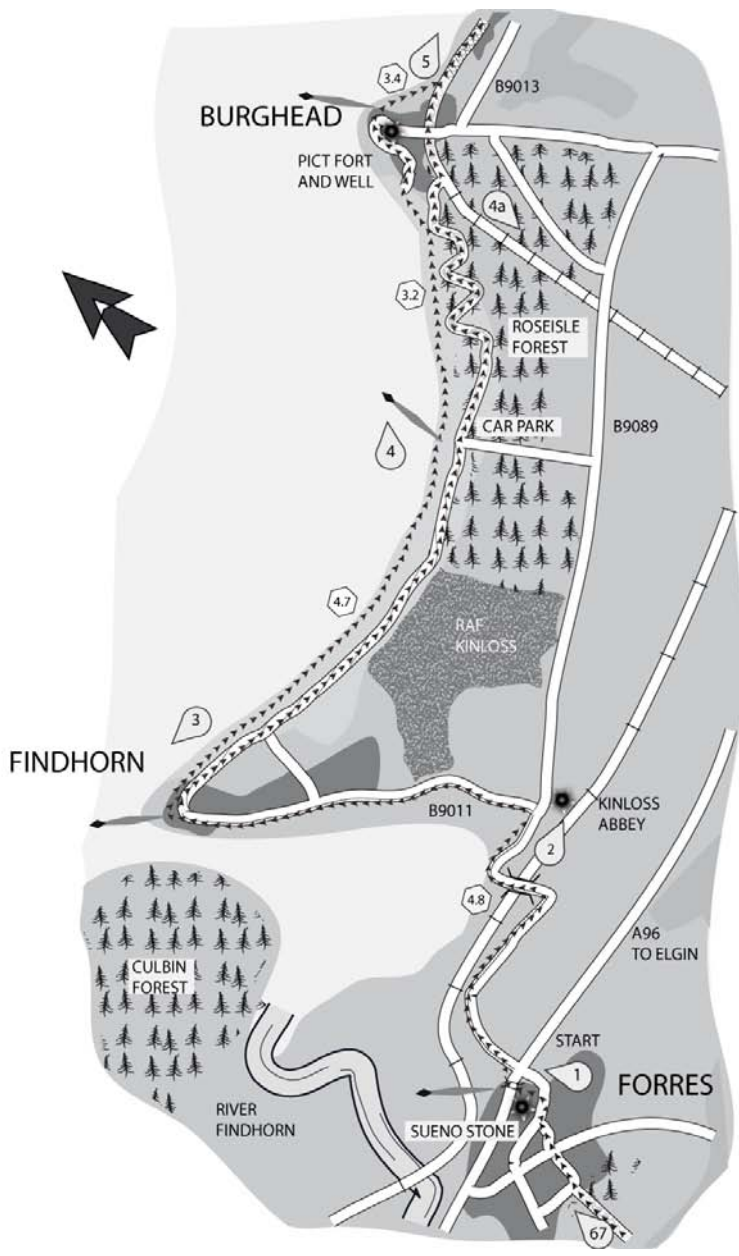 5
3.4
B9013
BURGHEAD
PICT FORT
AND WELL
4a
3.2
ROSEISLE
FOREST
CAR PARK
4
B9089
4.7
RAF
KINLOSS
3
FINDHORN
B9011
KINLOSS
ABBEY
2
4.8
A96
TO ELGIN
CULBIN
FOREST
START
1
FORRES
RIVER
FINDHORN
SUENO STONE
67